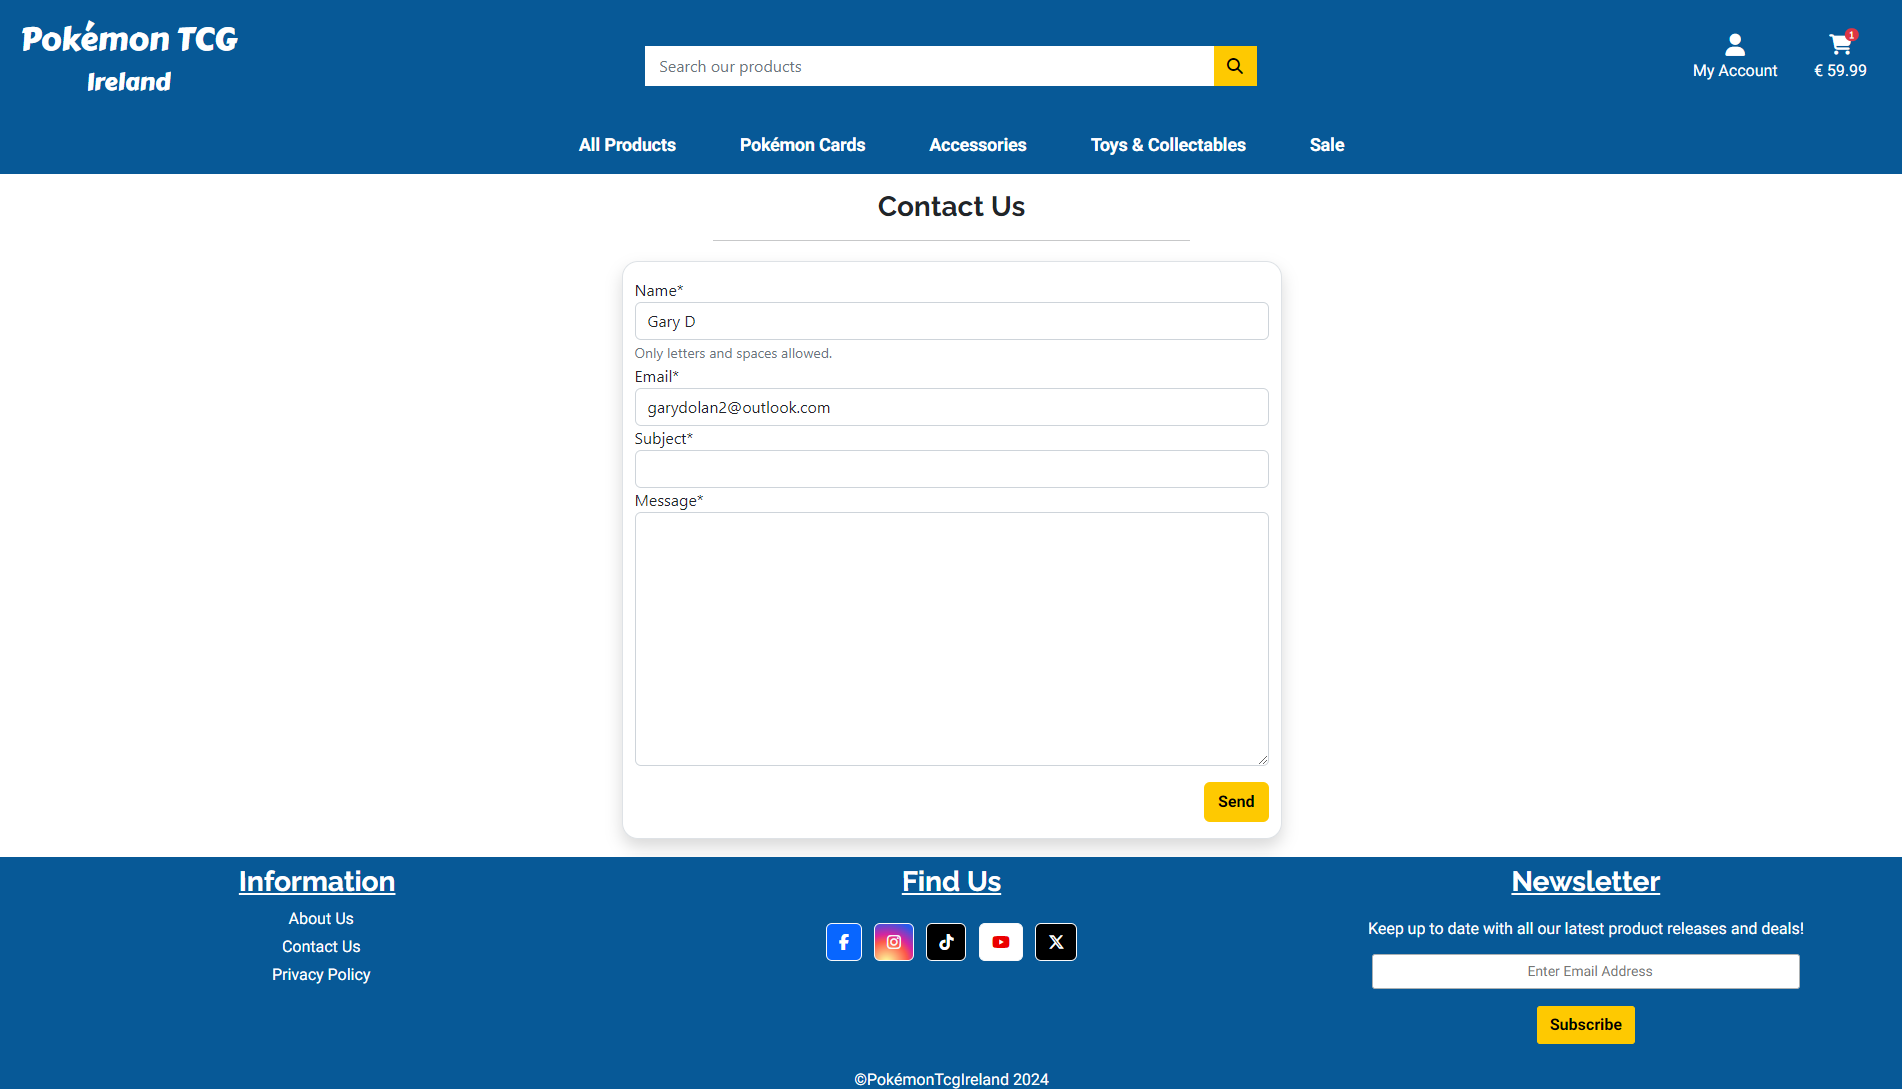 Pokémon TCG
Ireland
Search our products
My Account
1
€ 59.99
All Products
Pokémon Cards
Accessories
Toys & Collectables
Sale
Contact Us
Name*
Gary D
Only letters and spaces allowed.
Email*
garydolan2@outlook.com
Subject*
Message*
Send
Information
About Us
Contact Us
Privacy Policy
Find Us
Newsletter
Keep up to date with all our latest product releases and deals!
Enter Email Address
Subscribe
©PokémonTcgIreland 2024